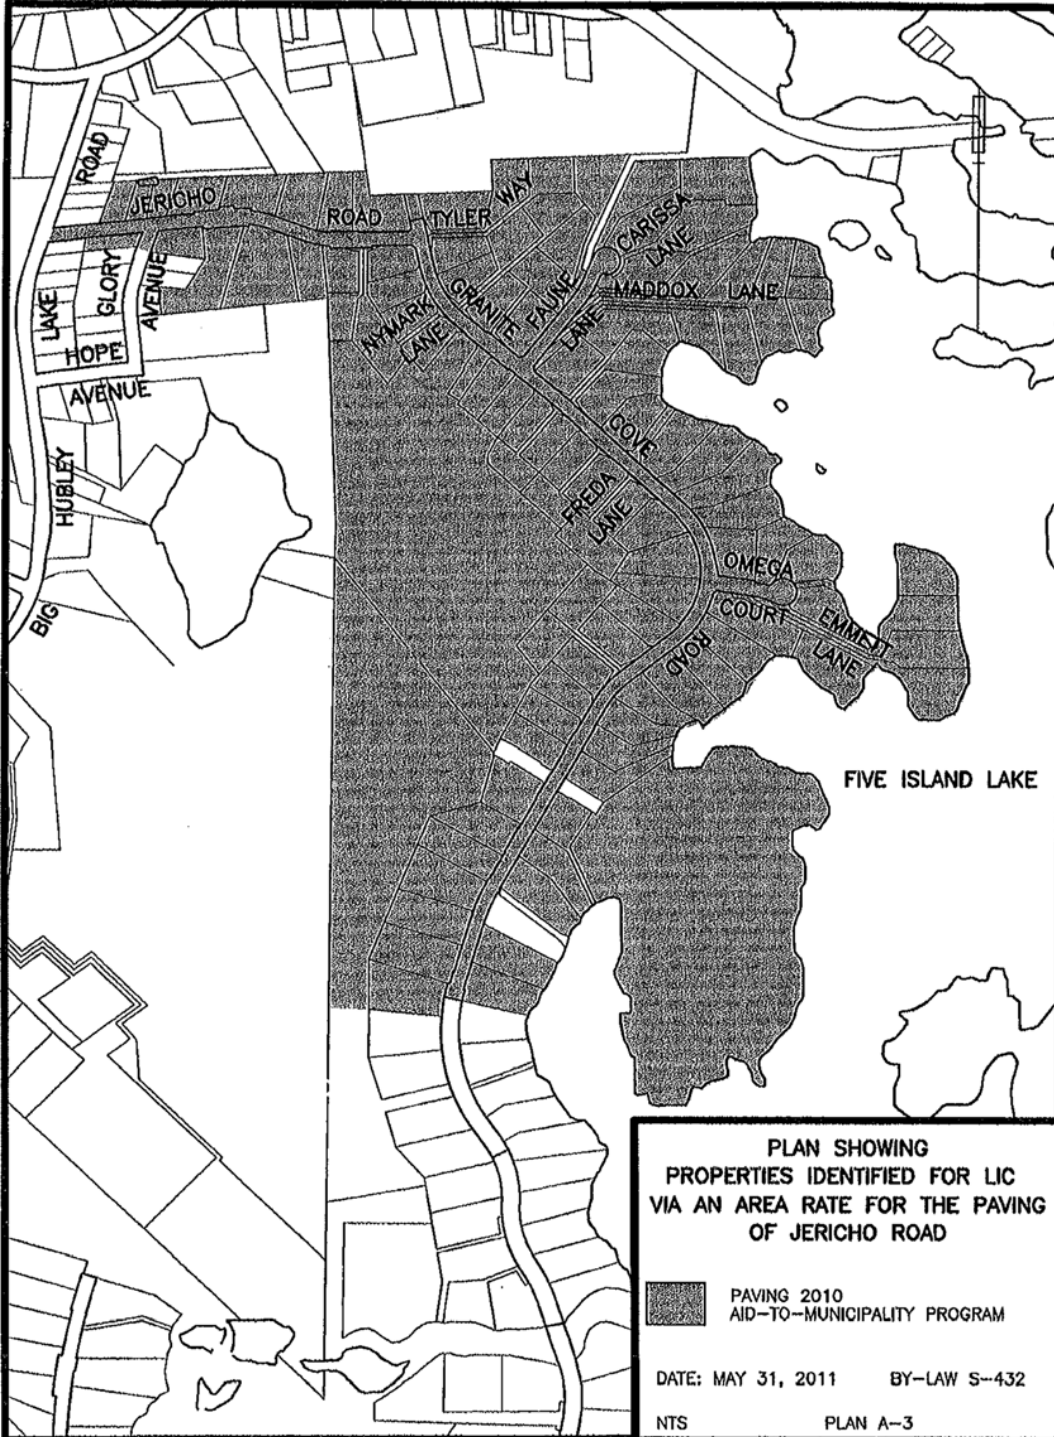 ROAD
JERICHO
ROAD
TYLER
WAY
CARISSA
LANE
GLORY
AVENUE
LAKE
HOPE
AVENUE
NYMARK
LANE
GRANITE
FAUNE
LANE
MADDOX LANE
COVE
HUBLEY
FREDA
LANE
BIG
OMEGA
COURT
EMMETT
LANE
ROAD
FIVE ISLAND LAKE
PLAN SHOWING
PROPERTIES IDENTIFIED FOR LIC
VIA AN AREA RATE FOR THE PAVING
OF JERICHO ROAD
PAVING 2010
AID-TO-MUNICIPALITY PROGRAM
DATE: MAY 31, 2011 BY-LAW S-432
NTS PLAN A-3